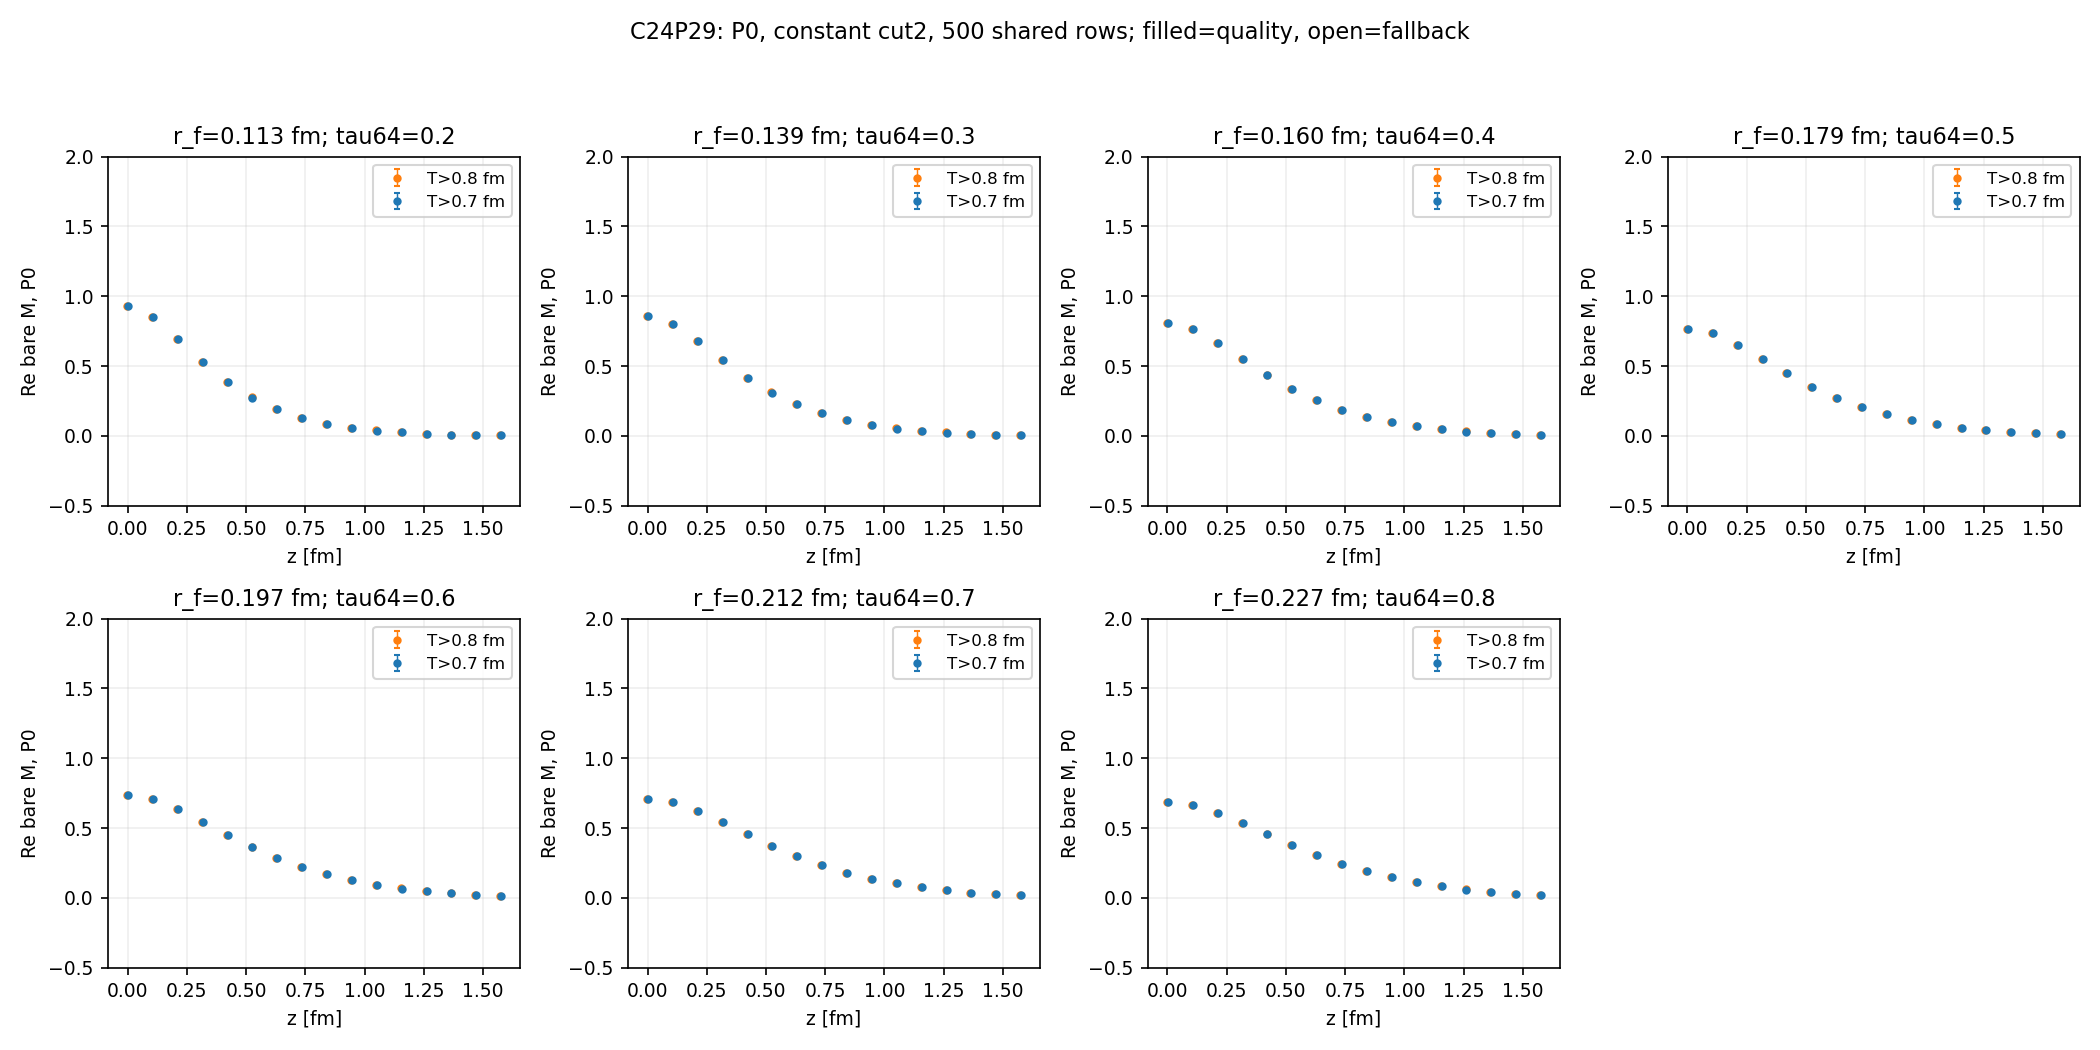 C24P29: P0, constant cut2, 500 shared rows; filled=quality, open=fallback
r_f=0.113 fm; tau64=0.2
2.0
1.5
1.0
0.5
0.0
−0.5
Re bare M, P0
T>0.8 fm
T>0.7 fm
0.00 0.25 0.50 0.75 1.00 1.25 1.50
z [fm]
r_f=0.139 fm; tau64=0.3
2.0
1.5
1.0
0.5
0.0
−0.5
Re bare M, P0
T>0.8 fm
T>0.7 fm
0.00 0.25 0.50 0.75 1.00 1.25 1.50
z [fm]
r_f=0.160 fm; tau64=0.4
2.0
1.5
1.0
0.5
0.0
−0.5
Re bare M, P0
T>0.8 fm
T>0.7 fm
0.00 0.25 0.50 0.75 1.00 1.25 1.50
z [fm]
r_f=0.179 fm; tau64=0.5
2.0
1.5
1.0
0.5
0.0
−0.5
Re bare M, P0
T>0.8 fm
T>0.7 fm
0.00 0.25 0.50 0.75 1.00 1.25 1.50
z [fm]
r_f=0.197 fm; tau64=0.6
2.0
1.5
1.0
0.5
0.0
−0.5
Re bare M, P0
T>0.8 fm
T>0.7 fm
0.00 0.25 0.50 0.75 1.00 1.25 1.50
z [fm]
r_f=0.212 fm; tau64=0.7
2.0
1.5
1.0
0.5
0.0
−0.5
Re bare M, P0
T>0.8 fm
T>0.7 fm
0.00 0.25 0.50 0.75 1.00 1.25 1.50
z [fm]
r_f=0.227 fm; tau64=0.8
2.0
1.5
1.0
0.5
0.0
−0.5
Re bare M, P0
T>0.8 fm
T>0.7 fm
0.00 0.25 0.50 0.75 1.00 1.25 1.50
z [fm]